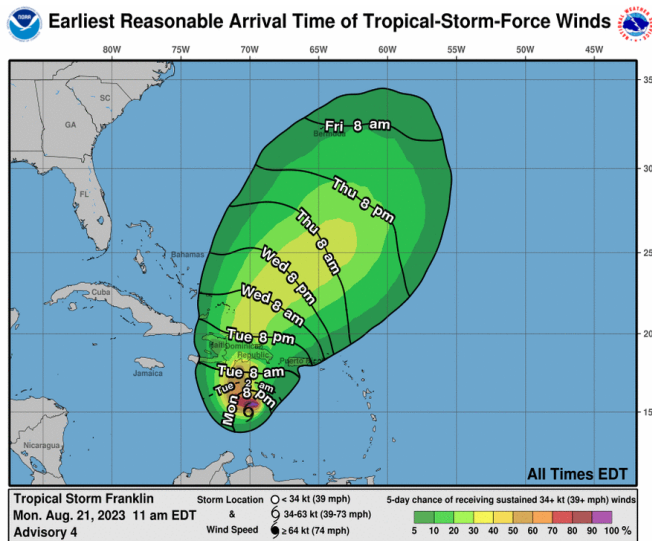 Earliest Reasonable Arrival Time of Tropical-Storm-Force Winds
NOAA
80W 75W 70W 65W 60W 55W 50W 45W
35
30
25
20
15
SC
GA
FL
Bahamas
Cuba
Jamaica
Haiti
Dominican
Republic
Puerto Rico
Nicaragua
Bermuda
Fri 8 am
Thu 8 pm
Thu 8 am
Wed 8 pm
Wed 8 am
Tue 8 pm
Tue 8 am
Tue 2 am
Mon 8 pm
All Times EDT
Tropical Storm Franklin
Mon. Aug. 21, 2023 11 am EDT
Advisory 4
Storm Location
&
Wind Speed
< 34 kt (39 mph)
34-63 kt (39-73 mph)
≥ 64 kt (74 mph)
5-day chance of receiving sustained 34+ kt (39+ mph) winds
5 10 20 30 40 50 60 70 80 90 100 %